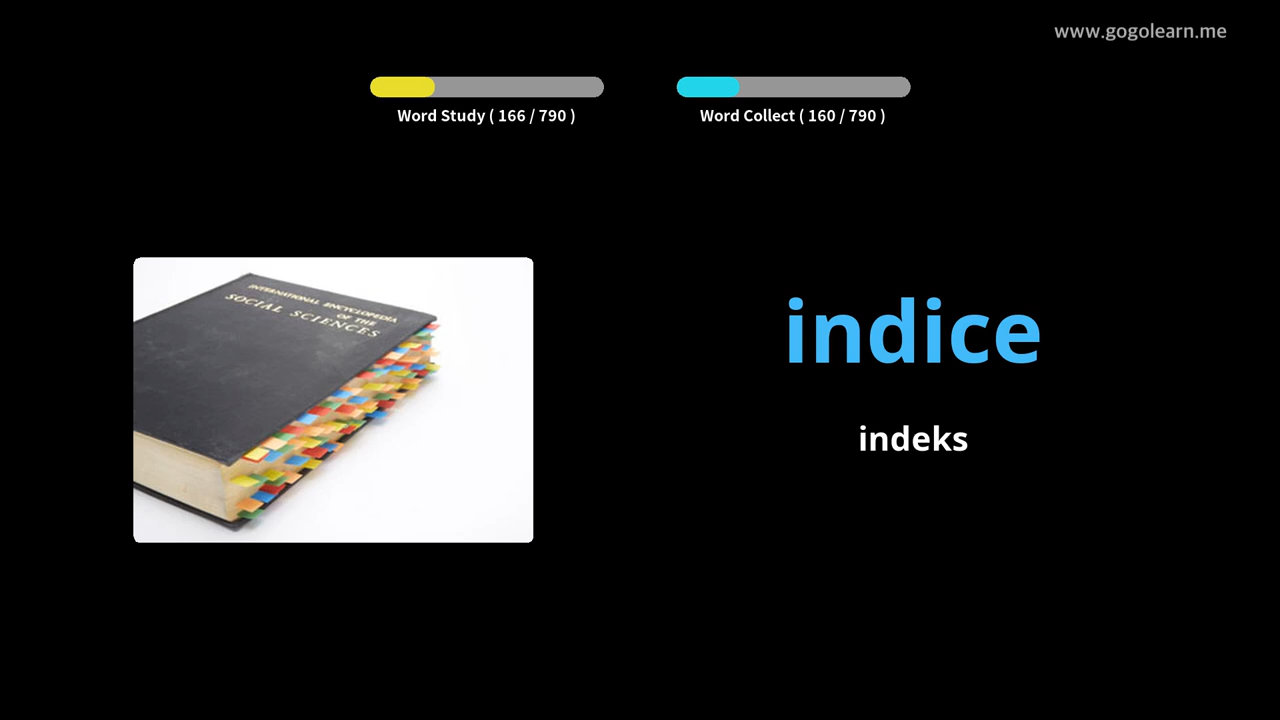 www.gogolearn.me
Word Study ( 166 / 790 )
Word Collect ( 160 / 790 )
INTERNATIONAL ENCYCLOPEDIA
OF THE
SOCIAL SCIENCES
indice
indeks